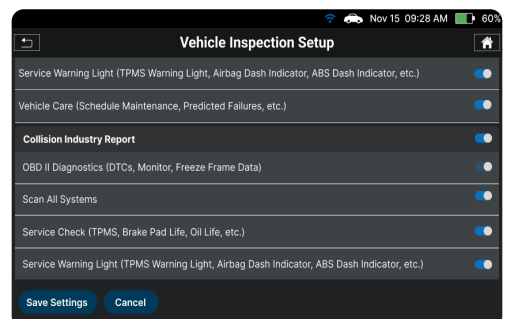 Nov 15 09:28 AM 60%
Vehicle Inspection Setup
Service Warning Light (TPMS Warning Light, Airbag Dash Indicator, ABS Dash Indicator, etc.)
Vehicle Care (Schedule Maintenance, Predicted Failures, etc.)
Collision Industry Report
OBD II Diagnostics (DTCs, Monitor, Freeze Frame Data)
Scan All Systems
Service Check (TPMS, Brake Pad Life, Oil Life, etc.)
Service Warning Light (TPMS Warning Light, Airbag Dash Indicator, ABS Dash Indicator, etc.)
Save Settings Cancel